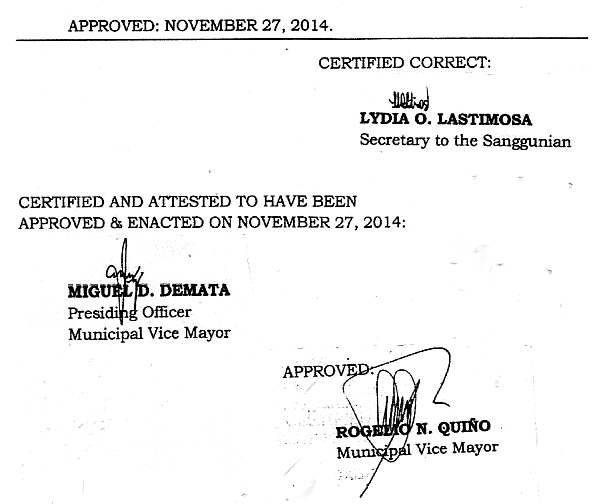 APPROVED: NOVEMBER 27, 2014.
CERTIFIED CORRECT:
LYDIA O. LASTIMOSA
Secretary to the Sanggunian
CERTIFIED AND ATTESTED TO HAVE BEEN
APPROVED & ENACTED ON NOVEMBER 27, 2014:
MIGUEL D. DEMATA
Presiding Officer
Municipal Vice Mayor
APPROVED:
ROGELIO N. QUIÑO
Municipal Vice Mayor